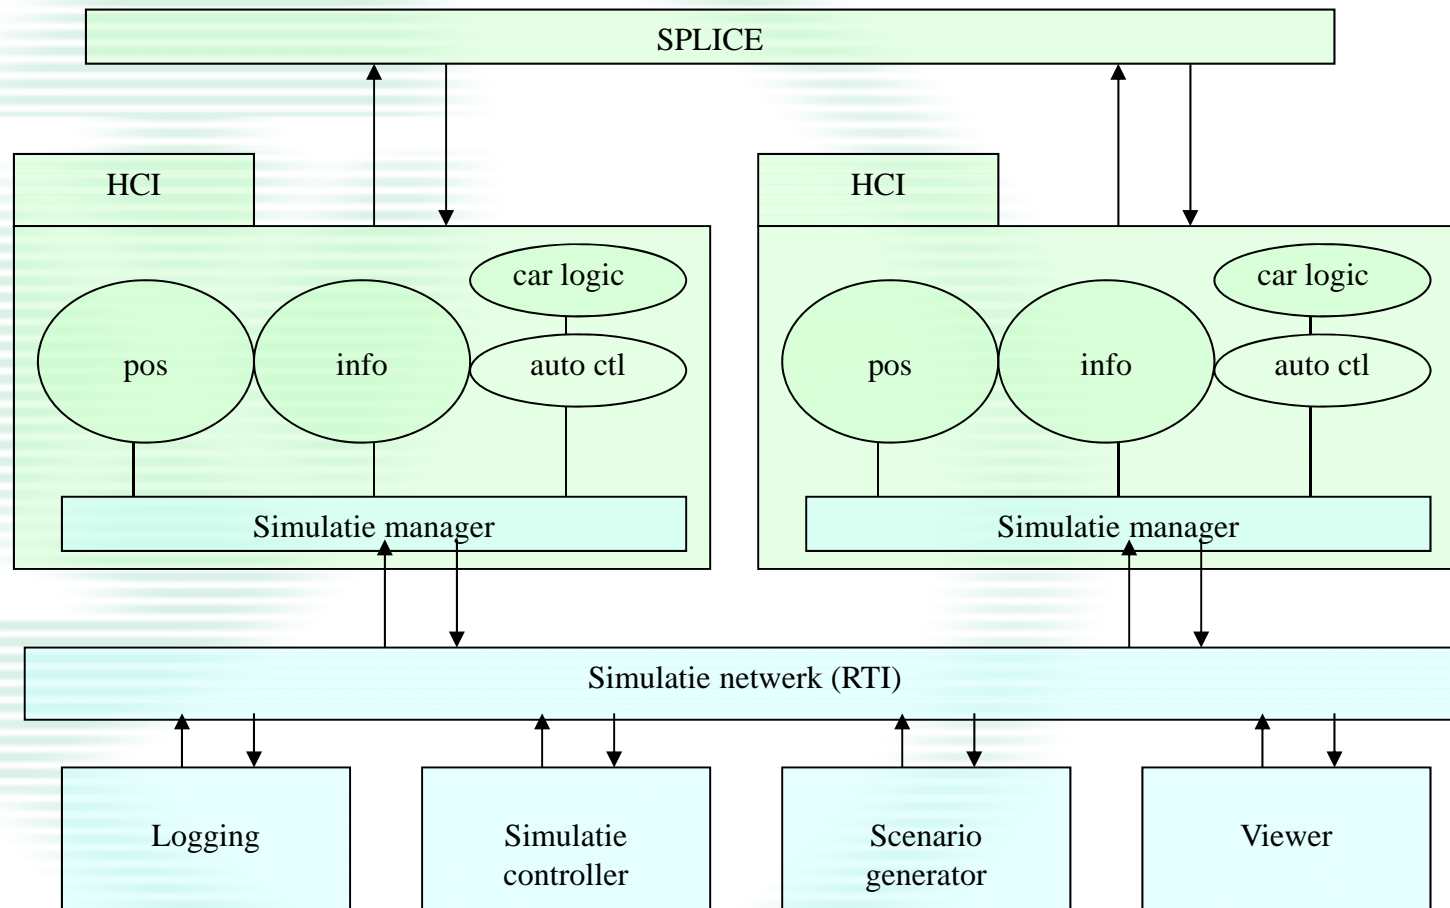 SPLICE
HCI
HCI
car logic
car logic
pos
info
auto ctl
pos
info
auto ctl
Simulatie manager
Simulatie manager
Simulatie netwerk (RTI)
Logging
Simulatie
controller
Scenario
generator
Viewer